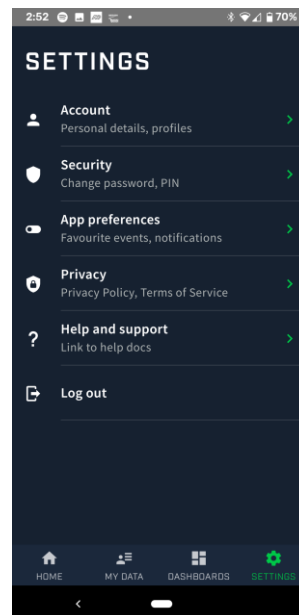 2:52
70%
SETTINGS
Account
Personal details, profiles
Security
Change password, PIN
App preferences
Favourite events, notifications
Privacy
Privacy Policy, Terms of Service
Help and support
Link to help docs
Log out
HOME MY DATA DASHBOARDS SETTINGS